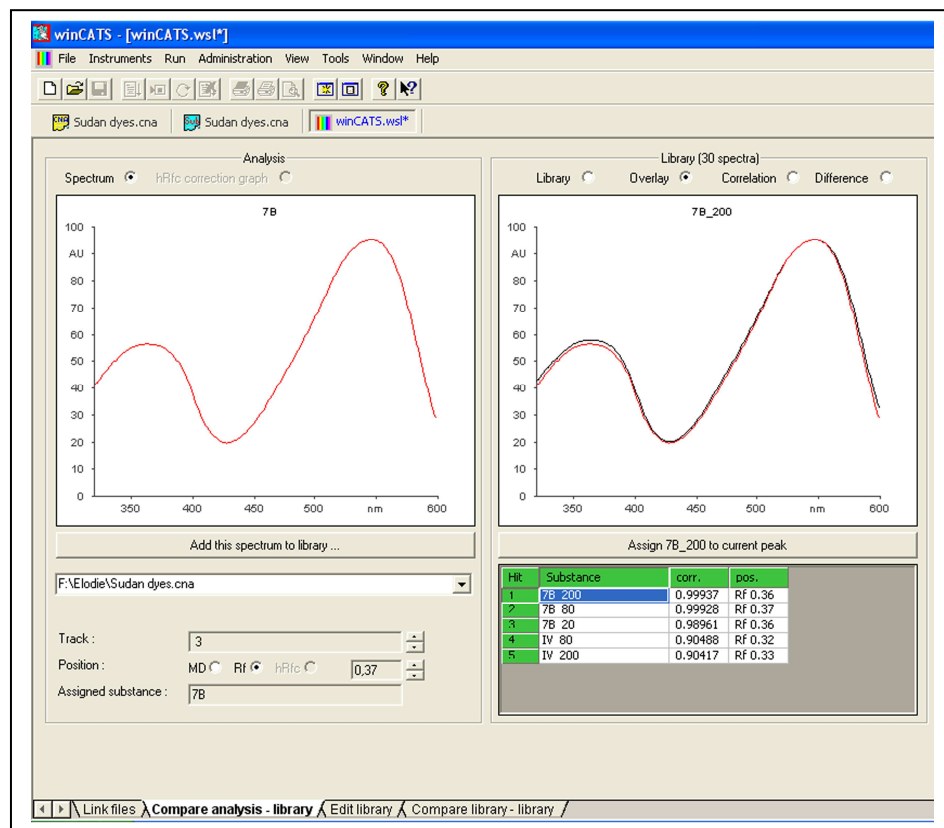 winCATS - [winCATS.wsl*]
File Instruments Run Administration View Tools Window Help
Sudan dyes.cna Sudan dyes.cna winCATS.wsl*
Analysis
Spectrum hRfc correction graph
7B
100
AU
80
70
60
50
40
30
20
10
0
350 400 450 500 nm 600
Add this spectrum to library ...
F:\Elodie\Sudan dyes.cna
Track : 3
Position : MD Rf hRfc 0,37
Assigned substance : 7B
Library (30 spectra)
Library Overlay Correlation Difference
7B_200
100
AU
80
70
60
50
40
30
20
10
0
350 400 450 500 nm 600
Assign 7B_200 to current peak
Hit Substance corr. pos.
1 7B 200 0.99937 Rf 0.36
2 7B 80 0.99928 Rf 0.37
3 7B 20 0.98961 Rf 0.36
4 IV 80 0.90488 Rf 0.32
5 IV 200 0.90417 Rf 0.33
Link files Compare analysis - library Edit library Compare library - library